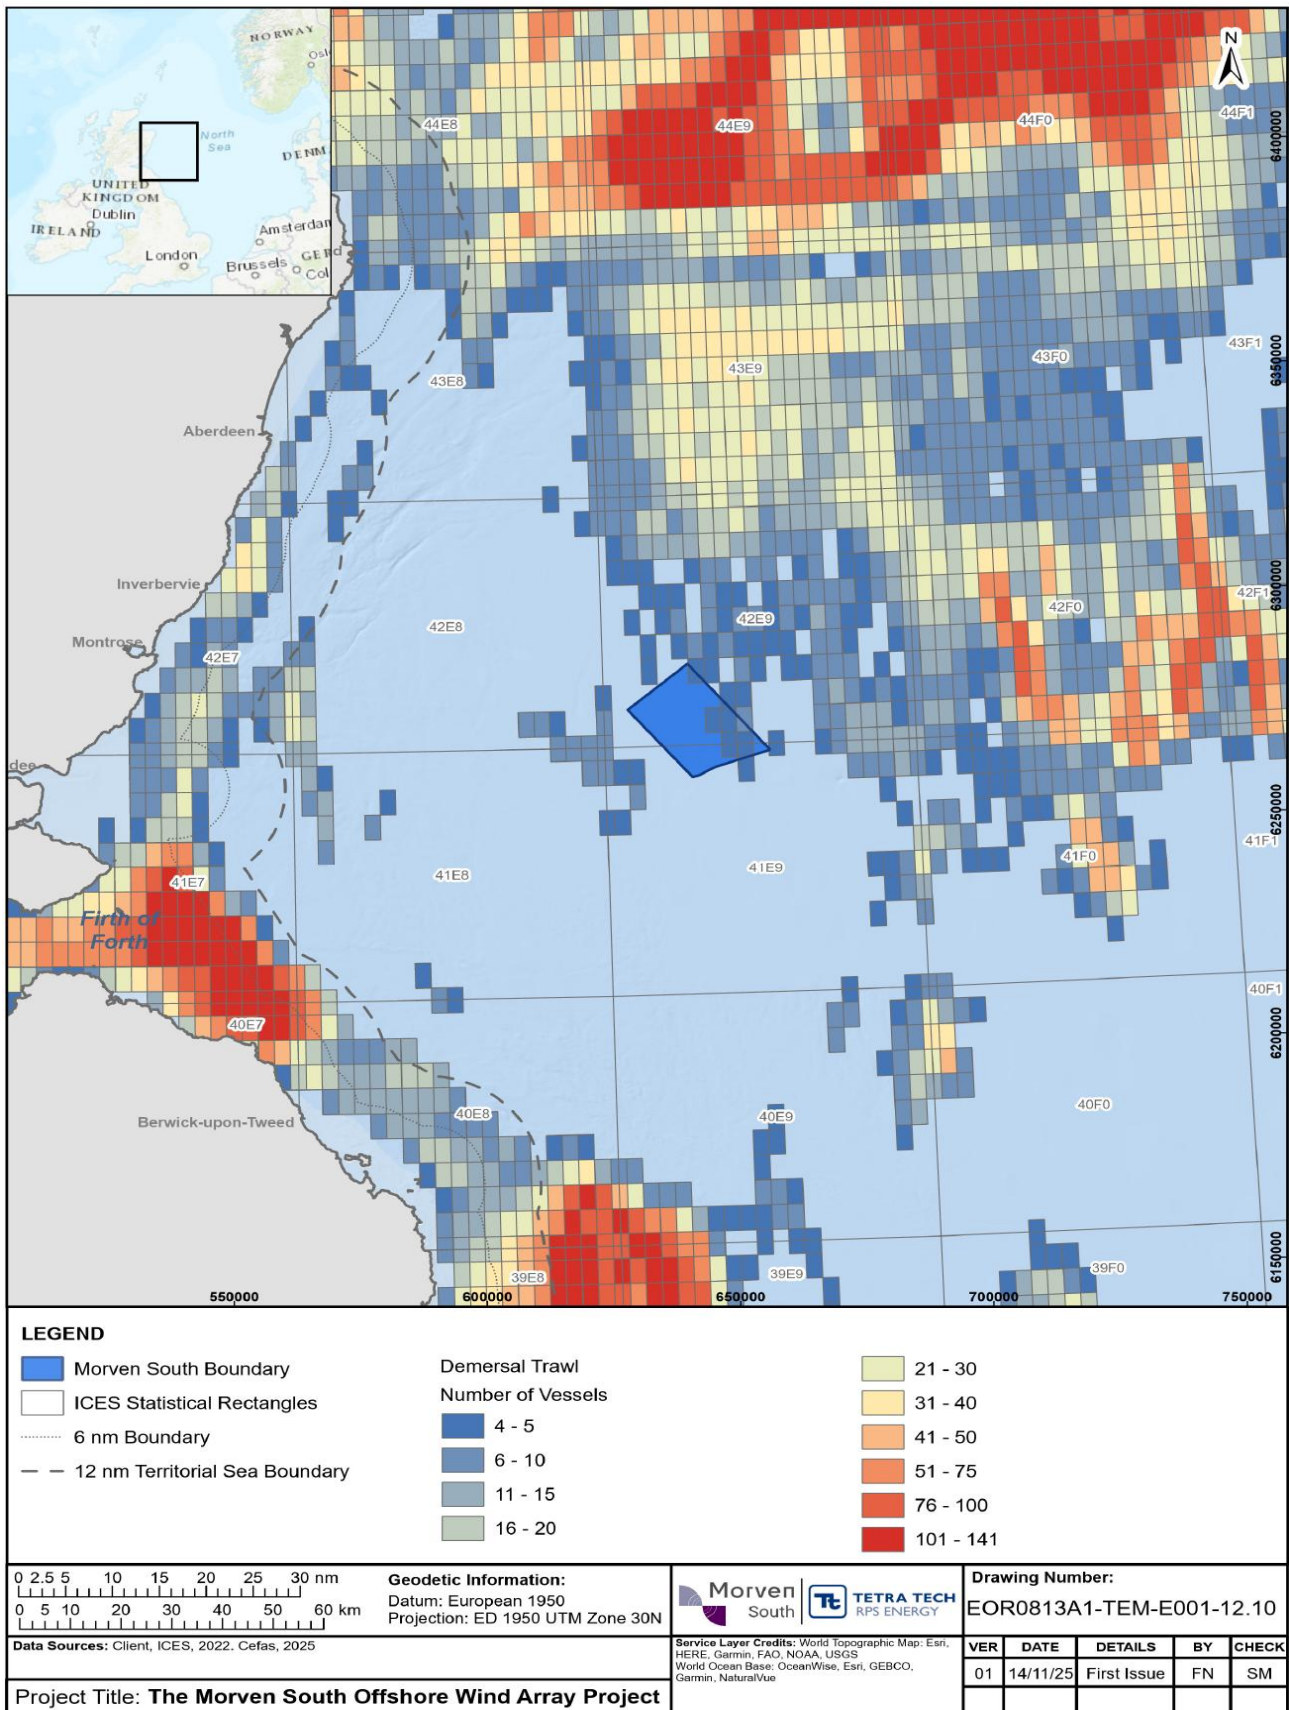 NORWAY
Oslo
North
Sea
DENM
UNITED
KINGDOM
Dublin
IRELAND
Amsterdam
London
Brussels
GER
Col
N
44E8
44E9
44F0
44F1
6400000
43E8
43E9
43F0
43F1
6350000
Aberdeen
Inverbervie
Montrose
42E7
42E8
42E9
42F0
42F1
6300000
dee
6250000
41E7
41E8
41E9
41F0
41F1
Firth of
Forth
40E7
40F1
6200000
Berwick-upon-Tweed
40E8
40E9
40F0
39E8
39E9
39F0
6150000
550000
600000
650000
700000
750000
LEGEND
Morven South Boundary
ICES Statistical Rectangles
6 nm Boundary
12 nm Territorial Sea Boundary
Demersal Trawl
Number of Vessels
4 - 5
6 - 10
11 - 15
16 - 20
21 - 30
31 - 40
41 - 50
51 - 75
76 - 100
101 - 141
0 2.5 5 10 15 20 25 30 nm
0 5 10 20 30 40 50 60 km
Geodetic Information:
Datum: European 1950
Projection: ED 1950 UTM Zone 30N
Data Sources: Client, ICES, 2022. Cefas, 2025
Project Title: The Morven South Offshore Wind Array Project
Morven
South
Tt
TETRA TECH
RPS ENERGY
Service Layer Credits: World Topographic Map: Esri,
HERE, Garmin, FAO, NOAA, USGS
World Ocean Base: OceanWise, Esri, GEBCO,
Garmin, NaturalVue
Drawing Number:
EOR0813A1-TEM-E001-12.10
VER DATE DETAILS BY CHECK
01 14/11/25 First Issue FN SM